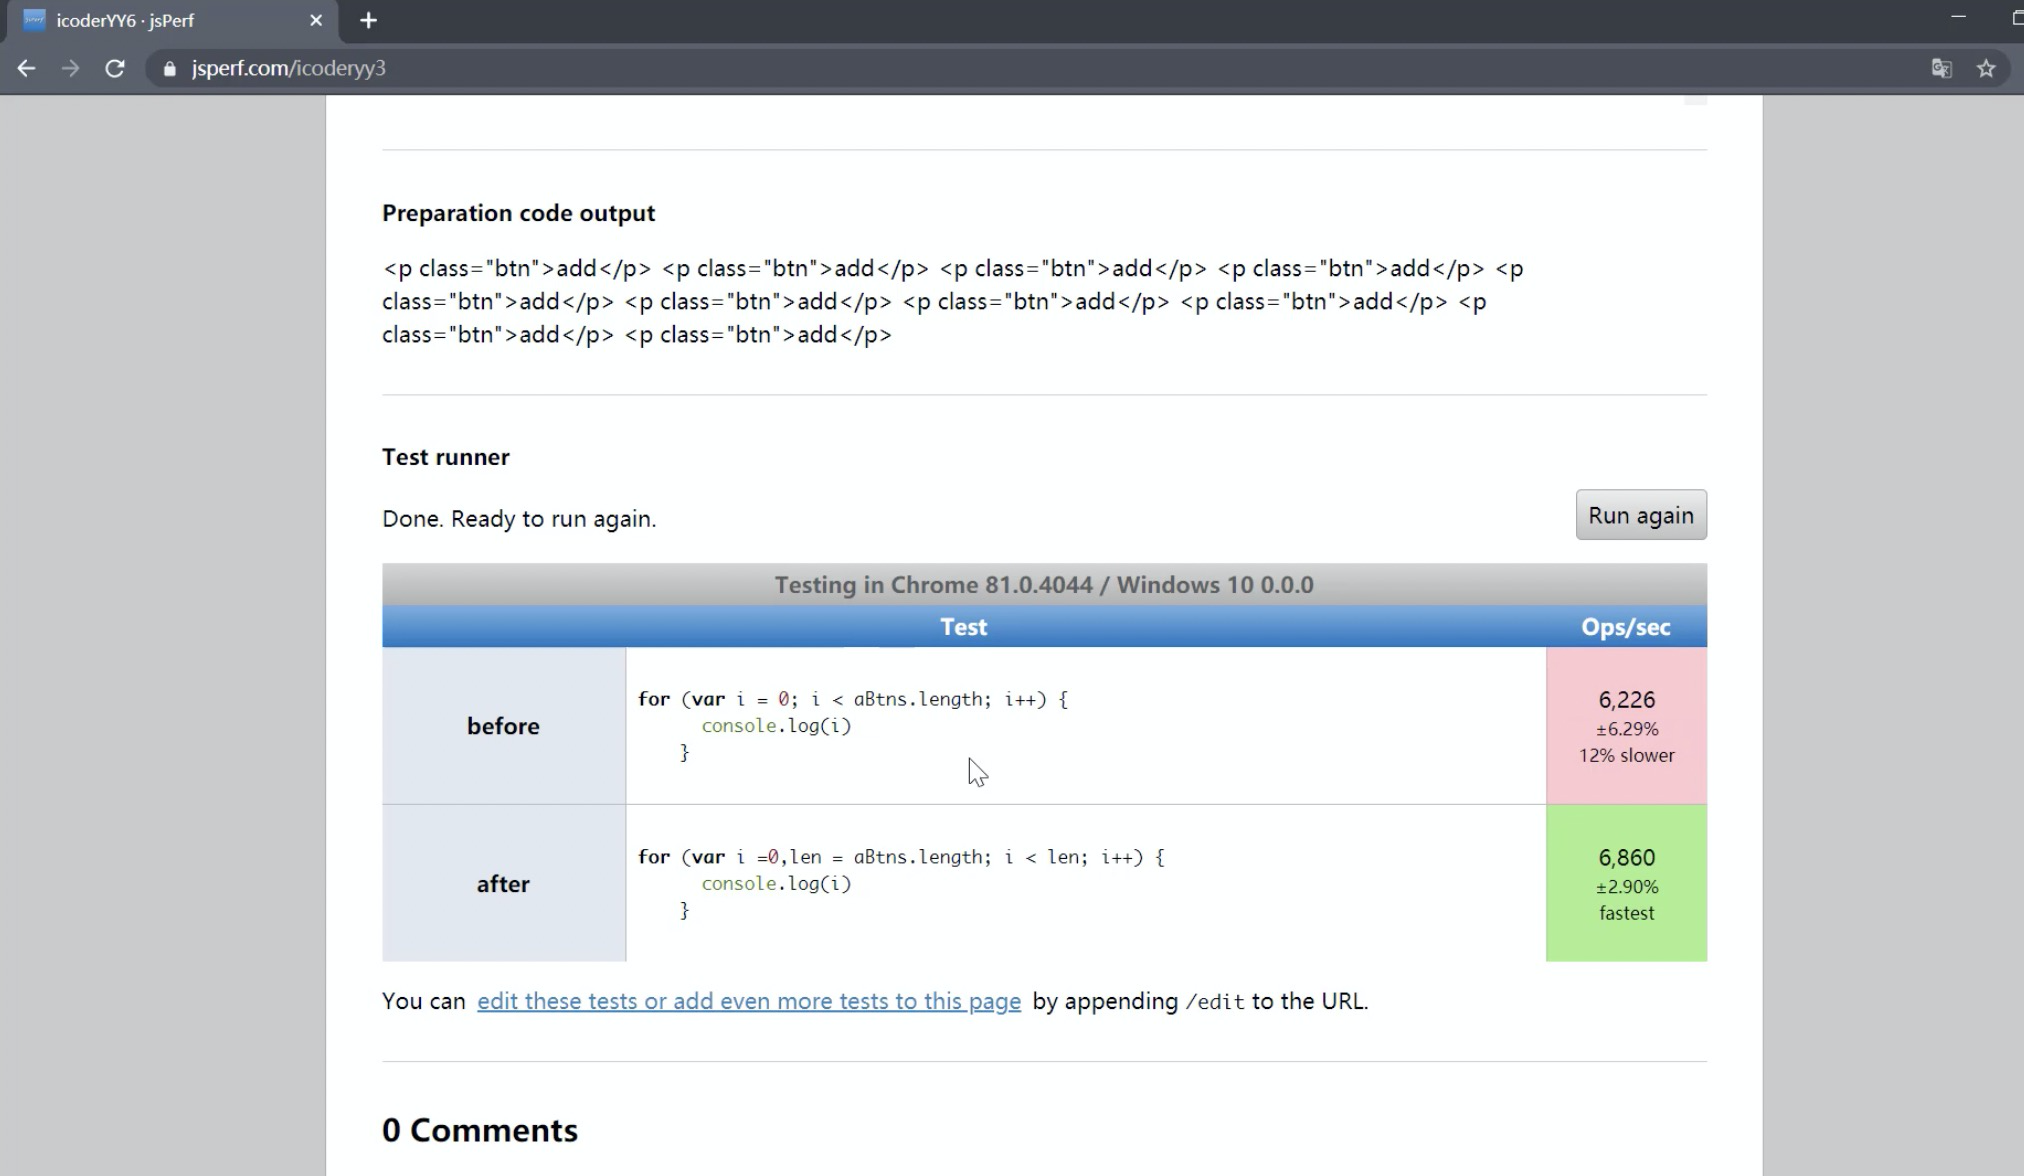 icoderYY6 · jsPerf
jsperf.com/icoderyy3
Preparation code output
<p class="btn">add</p> <p class="btn">add</p> <p class="btn">add</p> <p class="btn">add</p> <p
class="btn">add</p> <p class="btn">add</p> <p class="btn">add</p> <p class="btn">add</p> <p
class="btn">add</p> <p class="btn">add</p>
Test runner
Done. Ready to run again.
Run again
Testing in Chrome 81.0.4044 / Windows 10 0.0.0
Test Ops/sec
before
for (var i = 0; i < aBtns.length; i++) {
console.log(i)
}
6,226
±6.29%
12% slower
after
for (var i =0,len = aBtns.length; i < len; i++) {
console.log(i)
}
6,860
±2.90%
fastest
You can edit these tests or add even more tests to this page by appending /edit to the URL.
0 Comments